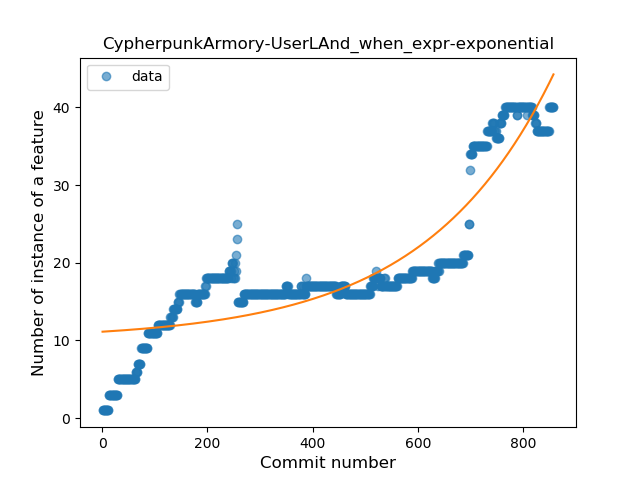 CypherpunkArmory-UserLAnd_when_expr-exponential
data
Number of instance of a feature
40
30
20
10
0
0 200 400 600 800
Commit number